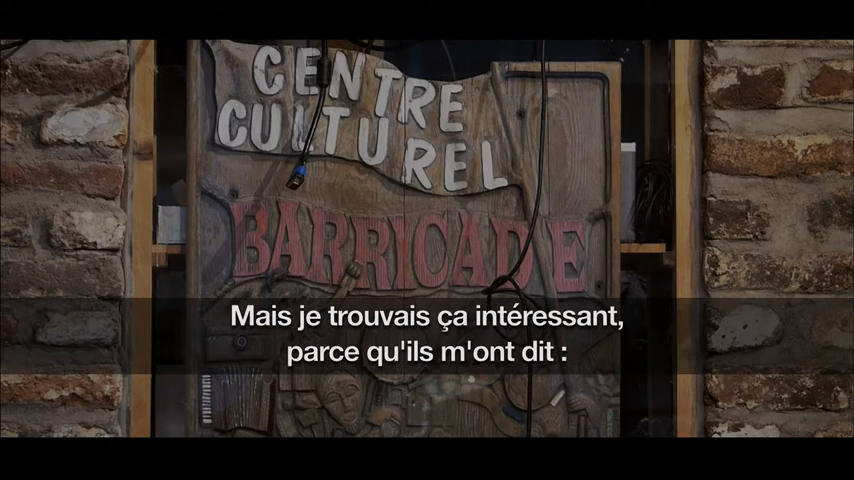 CENTRE
CULTUREL
BARRICADE
Mais je trouvais ça intéressant,
parce qu'ils m'ont dit :